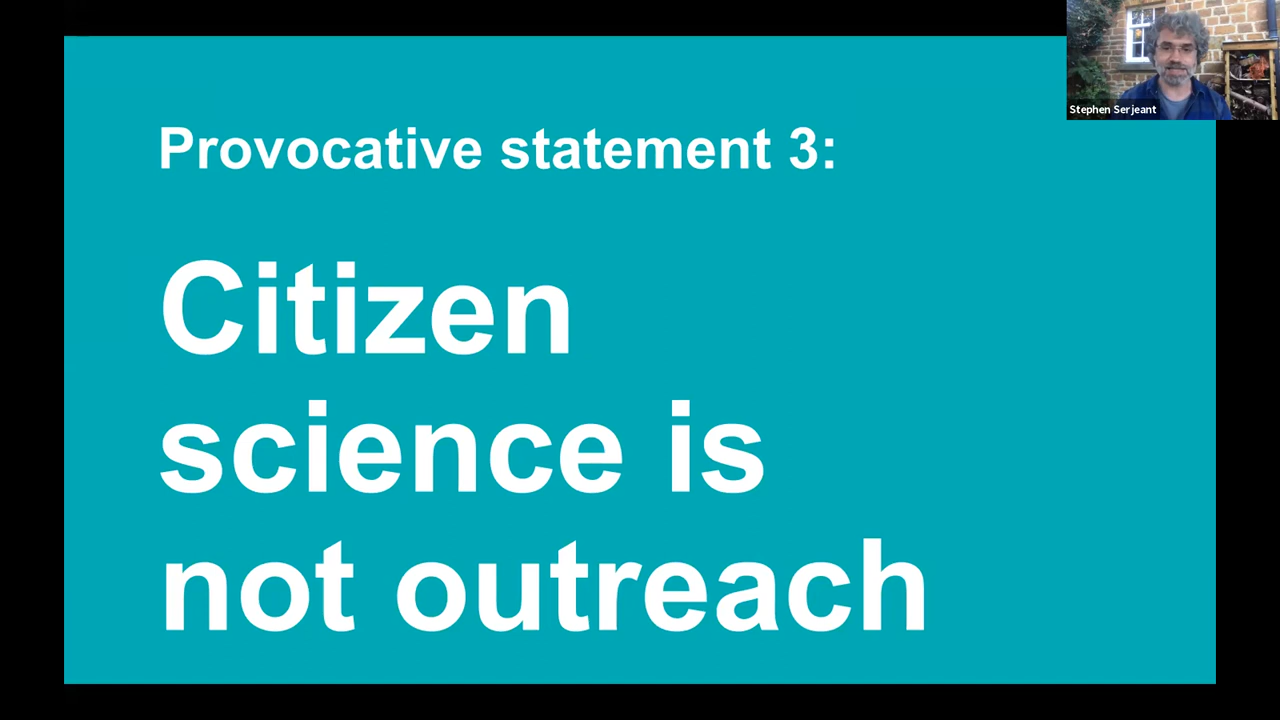 Provocative statement 3:
Citizen
science is
not outreach
Stephen Serjeant